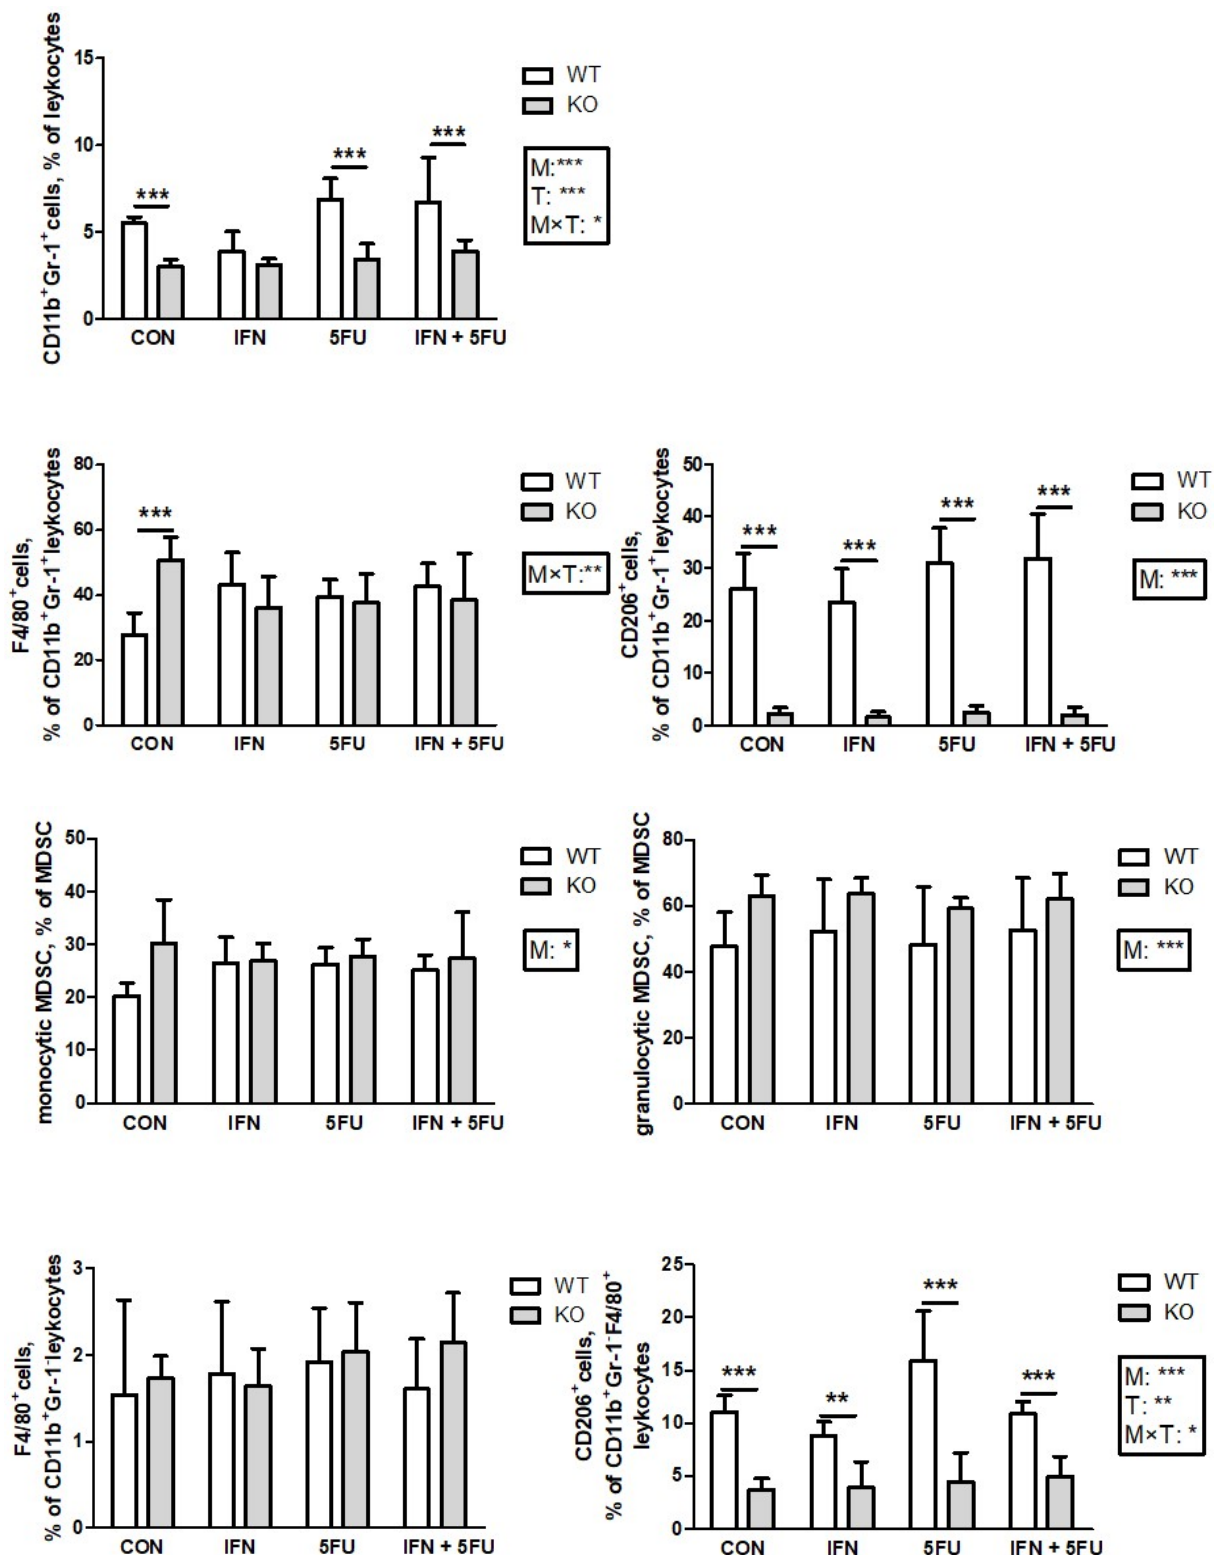 CD11b⁺Gr-1⁺cells, % of leykocytes
15
10
5
0
***
***
***
CON
IFN
5FU
IFN + 5FU
WT
KO
M:***
T: ***
M×T: *
F4/80⁺cells,
% of CD11b⁺Gr-1⁺leykocytes
80
60
40
20
0
***
CON
IFN
5FU
IFN + 5FU
WT
KO
M×T:**
CD206⁺cells,
% of CD11b⁺Gr-1⁺leykocytes
50
40
30
20
10
0
***
***
***
***
CON
IFN
5FU
IFN + 5FU
WT
KO
M: ***
monocytic MDSC, % of MDSC
50
40
30
20
10
0
CON
IFN
5FU
IFN + 5FU
WT
KO
M: *
granulocytic MDSC, % of MDSC
80
60
40
20
0
CON
IFN
5FU
IFN + 5FU
WT
KO
M: ***
F4/80⁺cells,
% of CD11b⁺Gr-1⁻leykocytes
3
2
1
0
CON
IFN
5FU
IFN + 5FU
WT
KO
CD206⁺cells,
% of CD11b⁺Gr-1⁻F4/80⁺
leykocytes
25
20
15
10
5
0
***
**
***
***
CON
IFN
5FU
IFN + 5FU
WT
KO
M: ***
T: **
M×T: *